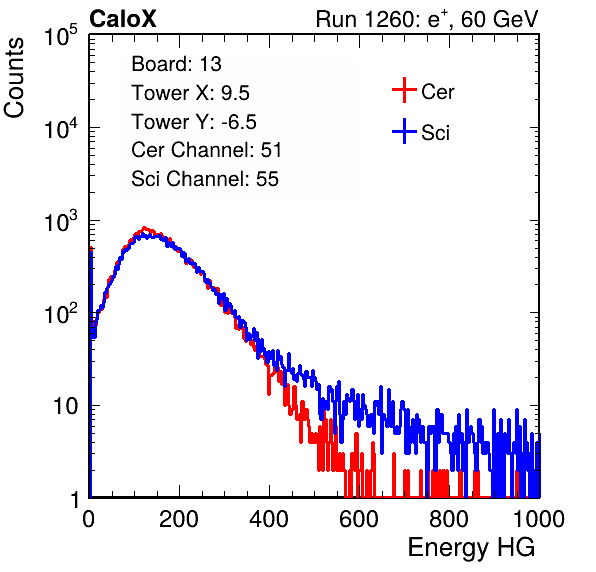 CaloX Run 1260: e⁺, 60 GeV
Counts
Board: 13
Tower X: 9.5
Tower Y: -6.5
Cer Channel: 51
Sci Channel: 55
Cer
Sci
10⁵
10⁴
10³
10²
10
1
0 200 400 600 800 1000
Energy HG